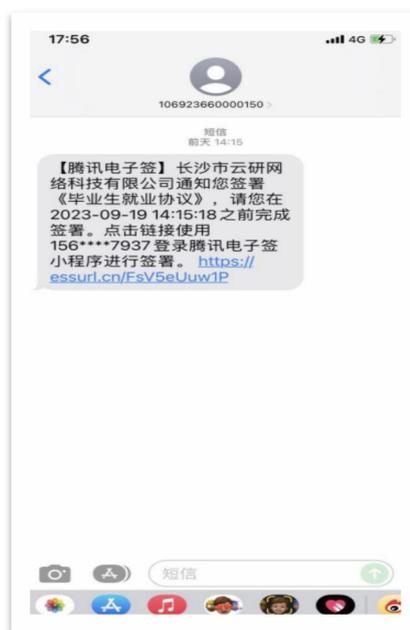 17:56
4G
106923660000150
短信
前天 14:15
【腾讯电子签】长沙市云研网
络科技有限公司通知您签署
《毕业生就业协议》，请您在
2023-09-19 14:15:18之前完成
签署。点击链接使用
156****7937登录腾讯电子签
小程序进行签署。 https://
essurl.cn/FsV5eUuw1P
短信